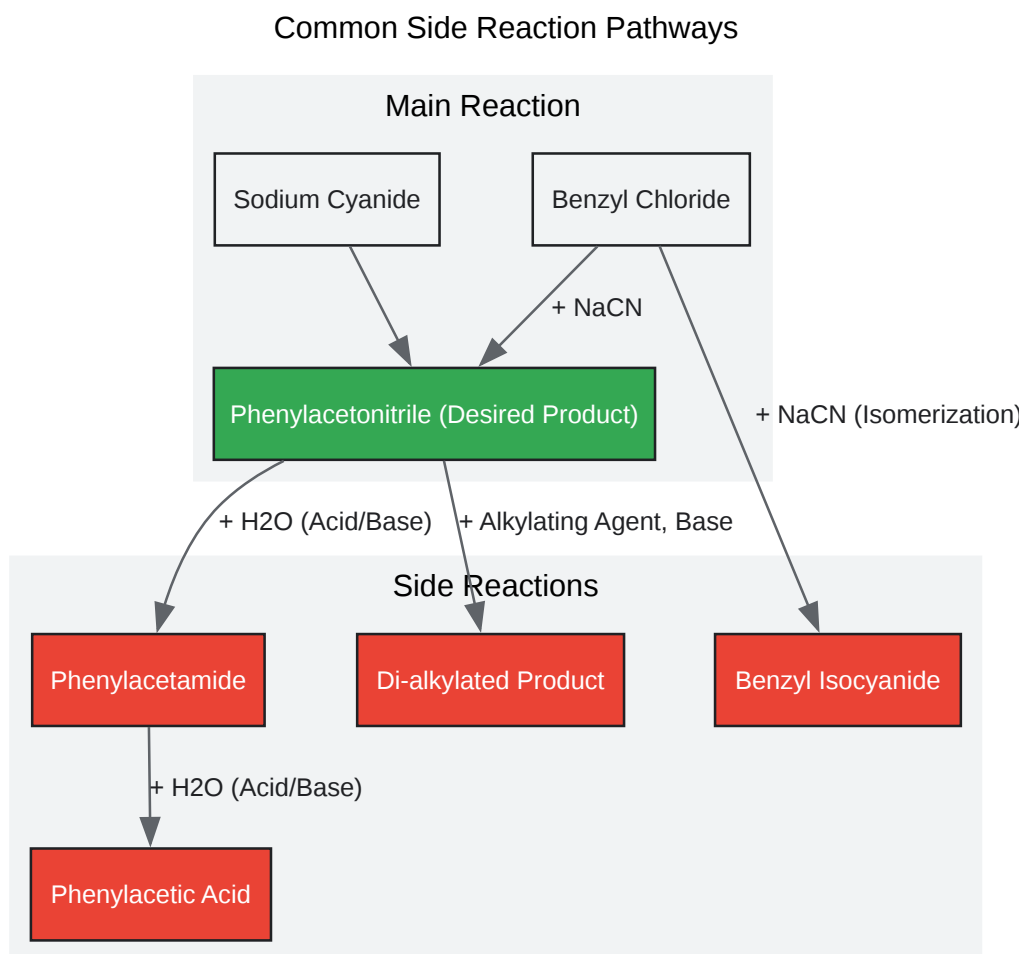 Common Side Reaction Pathways
Main Reaction
Sodium Cyanide
Benzyl Chloride
+ NaCN
Phenylacetonitrile (Desired Product)
+ NaCN (Isomerization)
+ H2O (Acid/Base)
+ Alkylating Agent, Base
Side Reactions
Phenylacetamide
Di-alkylated Product
Benzyl Isocyanide
+ H2O (Acid/Base)
Phenylacetic Acid